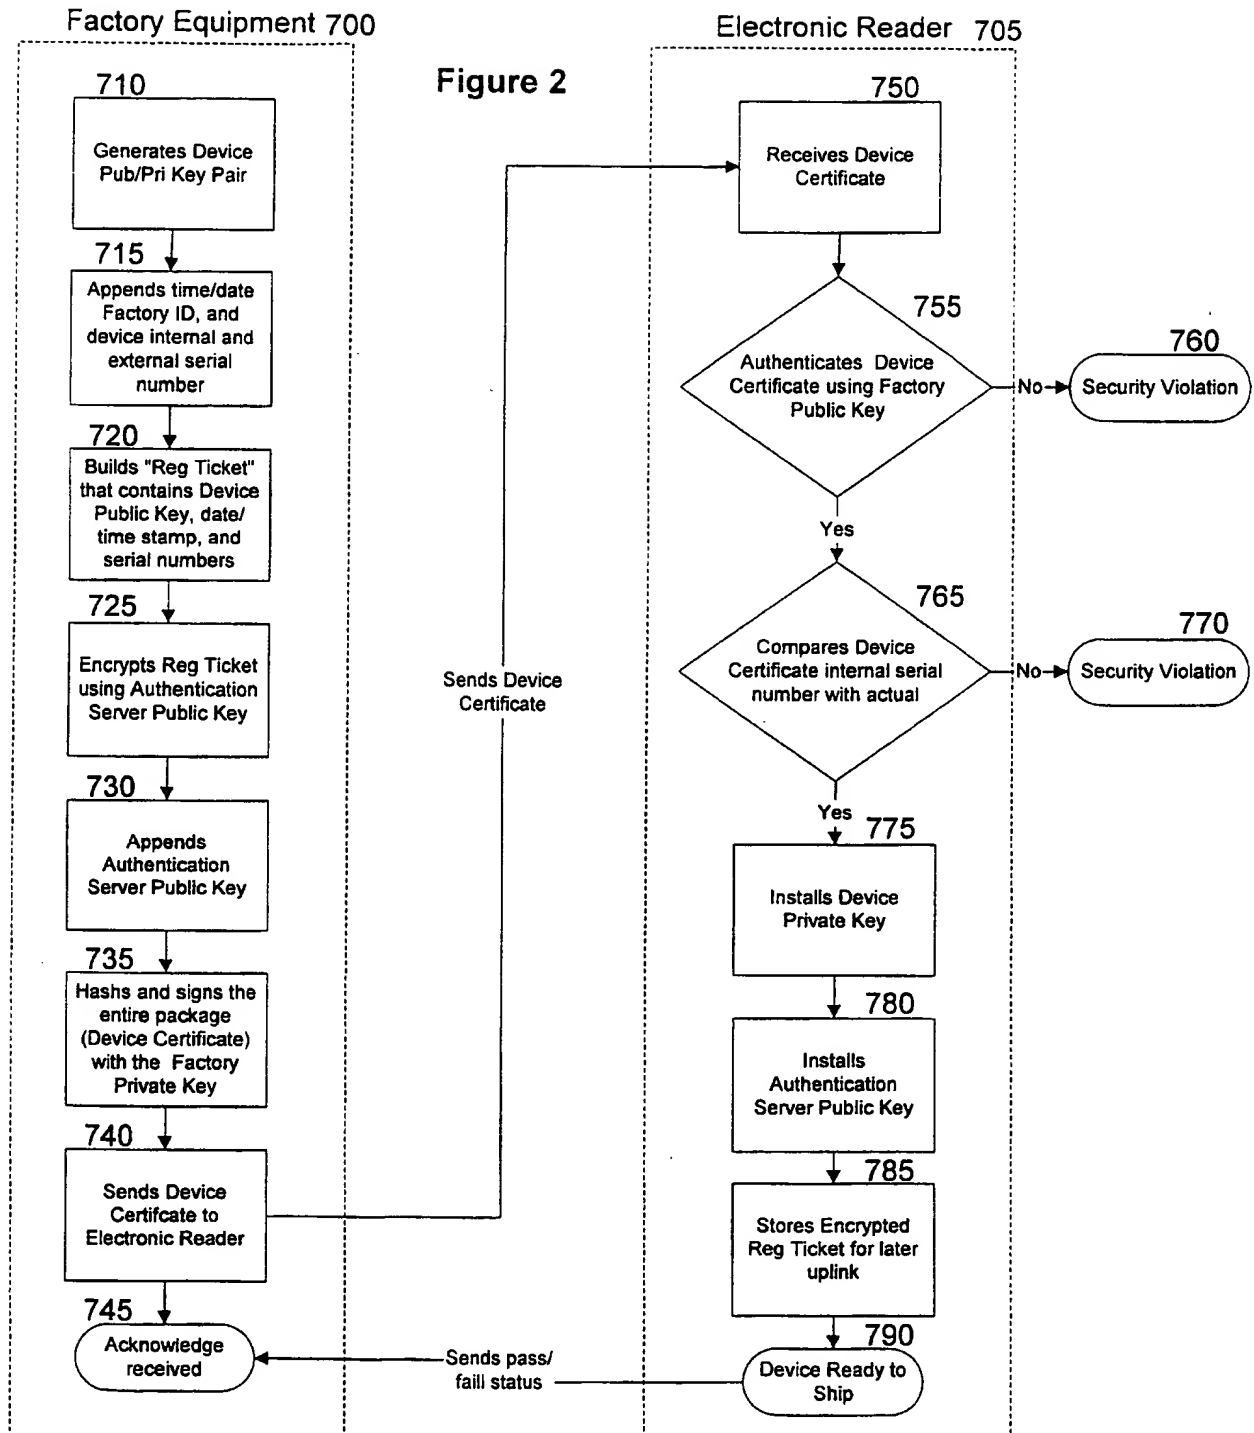 Factory Equipment 700
Electronic Reader 705
Figure 2
710
Generates Device
Pub/Pri Key Pair
715
Appends time/date
Factory ID, and
device internal and
external serial
number
720
Builds "Reg Ticket"
that contains Device
Public Key, date/
time stamp, and
serial numbers
725
Encrypts Reg Ticket
using Authentication
Server Public Key
730
Appends
Authentication
Server Public Key
735
Hashs and signs the
entire package
(Device Certificate)
with the Factory
Private Key
740
Sends Device
Certifcate to
Electronic Reader
745
Acknowledge
received
Sends Device
Certificate
Sends pass/
faill status
750
Receives Device
Certificate
755
Authenticates Device
Certificate using Factory
Public Key
No
760
Security Violation
Yes
765
Compares Device
Certificate internal serial
number with actual
No
770
Security Violation
Yes
775
Installs Device
Private Key
780
Installs
Authentication
Server Public Key
785
Stores Encrypted
Reg Ticket for later
uplink
790
Device Ready to
Ship